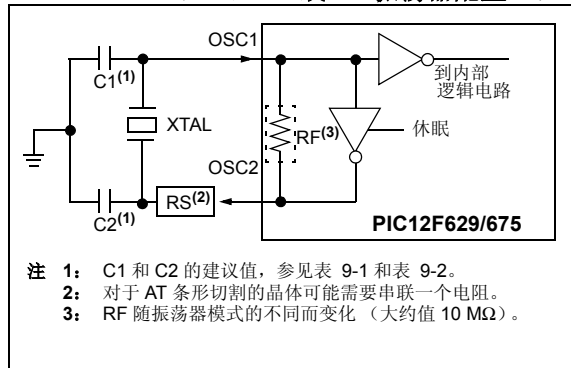 OSC1
C1(1)
到内部
逻辑电路
XTAL
RF(3)
休眠
OSC2
RS(2)
C2(1)
PIC12F629/675
注 1: C1 和 C2 的建议值，参见表 9-1 和表 9-2。
2: 对于 AT 条形切割的晶体可能需要串联一个电阻。
3: RF 随振荡器模式的不同而变化 （大约值 10 MΩ）。